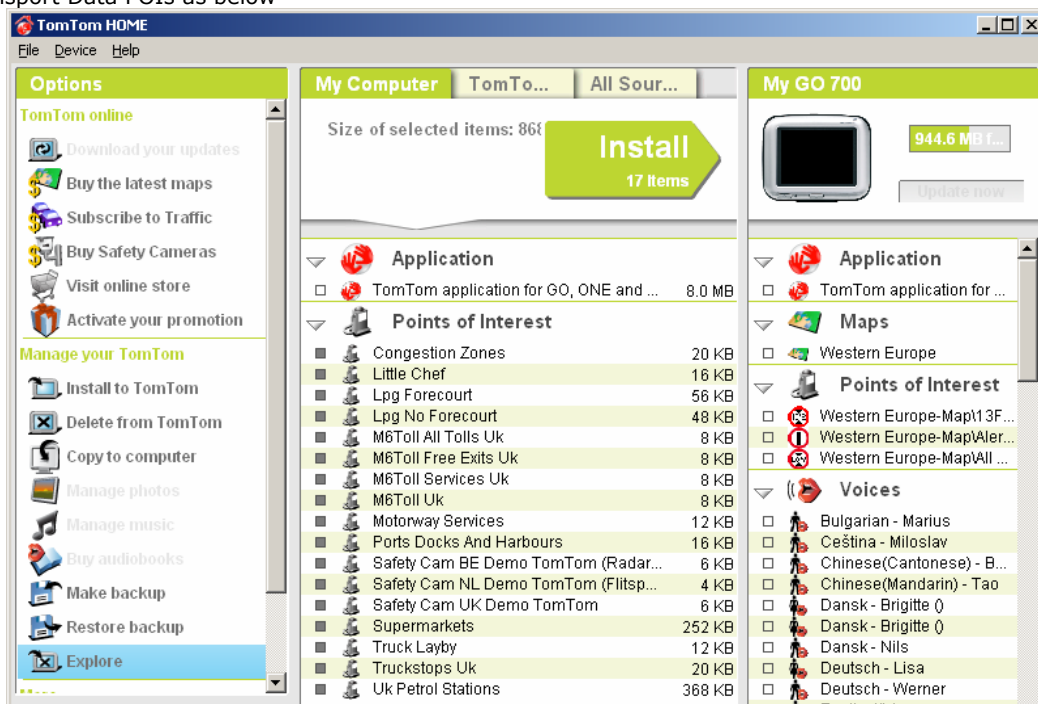 sport Data POIs as below
TomTom HOME
File Device Help
Options
TomTom online
Download your updates
Buy the latest maps
Subscribe to Traffic
Buy Safety Cameras
Visit online store
Activate your promotion
Manage your TomTom
Install to TomTom
Delete from TomTom
Copy to computer
Manage photos
Manage music
Buy audiobooks
Make backup
Restore backup
Explore
My Computer TomTo... All Sour...
Size of selected items: 868
Install
17 Items
Application
TomTom application for GO, ONE and ... 8.0 MB
Points of Interest
Congestion Zones 20 KB
Little Chef 16 KB
Lpg Forecourt 56 KB
Lpg No Forecourt 48 KB
M6Toll All Tolls Uk 8 KB
M6Toll Free Exits Uk 8 KB
M6Toll Services Uk 8 KB
M6Toll Uk 8 KB
Motorway Services 12 KB
Ports Docks And Harbours 16 KB
Safety Cam BE Demo TomTom (Radar... 6 KB
Safety Cam NL Demo TomTom (Flitsp... 4 KB
Safety Cam UK Demo TomTom 6 KB
Supermarkets 252 KB
Truck Layby 12 KB
Truckstops Uk 20 KB
Uk Petrol Stations 368 KB
My GO 700
944.6 MB f...
Update now
Application
TomTom application for ...
Maps
Western Europe
Points of Interest
Western Europe-Map\13F...
Western Europe-Map\Aler...
Western Europe-Map\All ...
Voices
Bulgarian - Marius
Ceština - Miloslav
Chinese(Cantonese) - B...
Chinese(Mandarin) - Tao
Dansk - Brigitte ()
Dansk - Brigitte ()
Dansk - Nils
Deutsch - Lisa
Deutsch - Werner